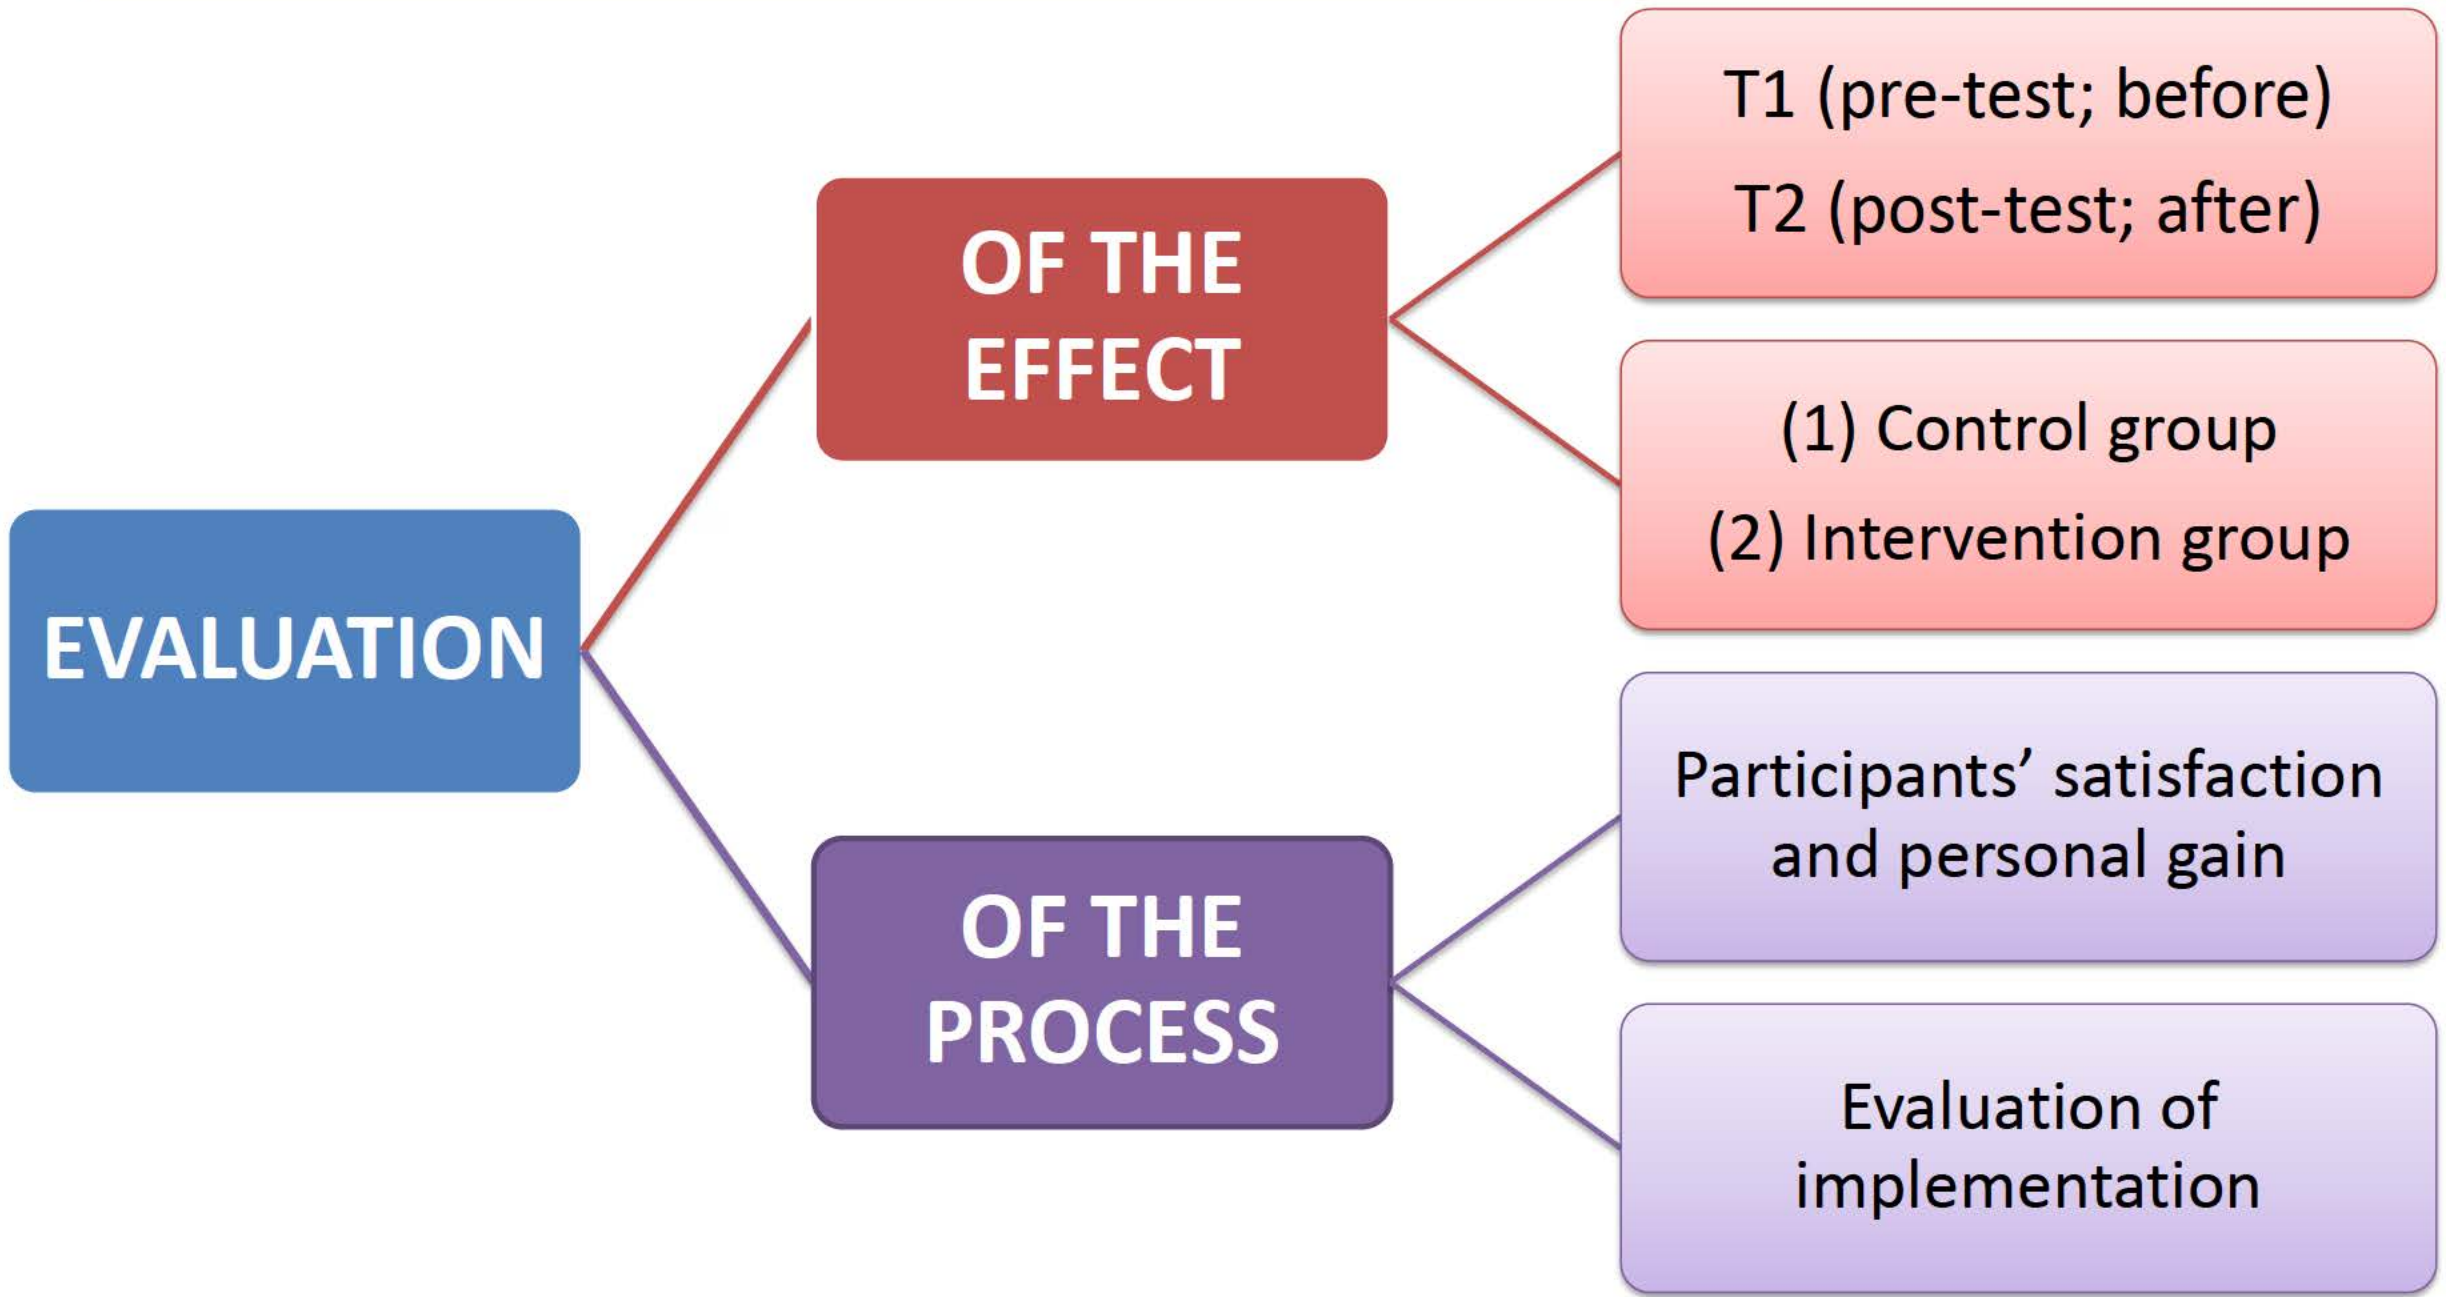 EVALUATION
OF THE
EFFECT
T1 (pre-test; before)
T2 (post-test; after)
(1) Control group
(2) Intervention group
OF THE
PROCESS
Participants’ satisfaction
and personal gain
Evaluation of
implementation